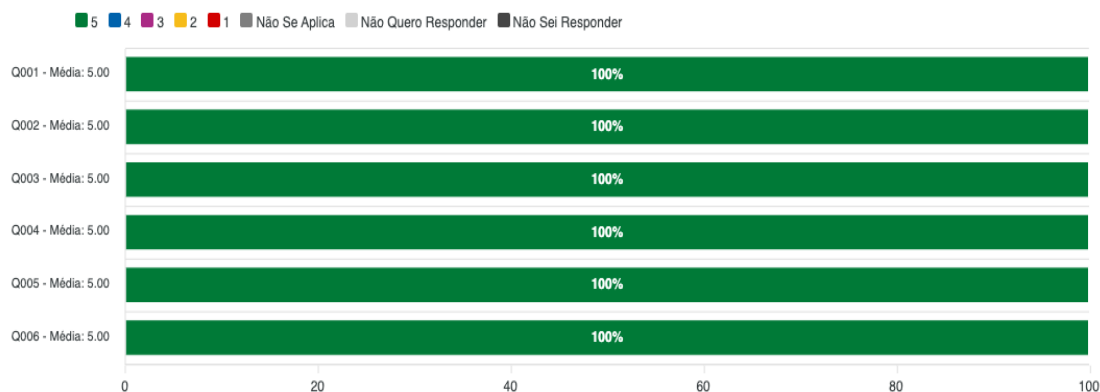 5 4 3 2 1 Não Se Aplica Não Quero Responder Não Sei Responder
Q001 - Média: 5.00 100%
Q002 - Média: 5.00 100%
Q003 - Média: 5.00 100%
Q004 - Média: 5.00 100%
Q005 - Média: 5.00 100%
Q006 - Média: 5.00 100%
0 20 40 60 80 100